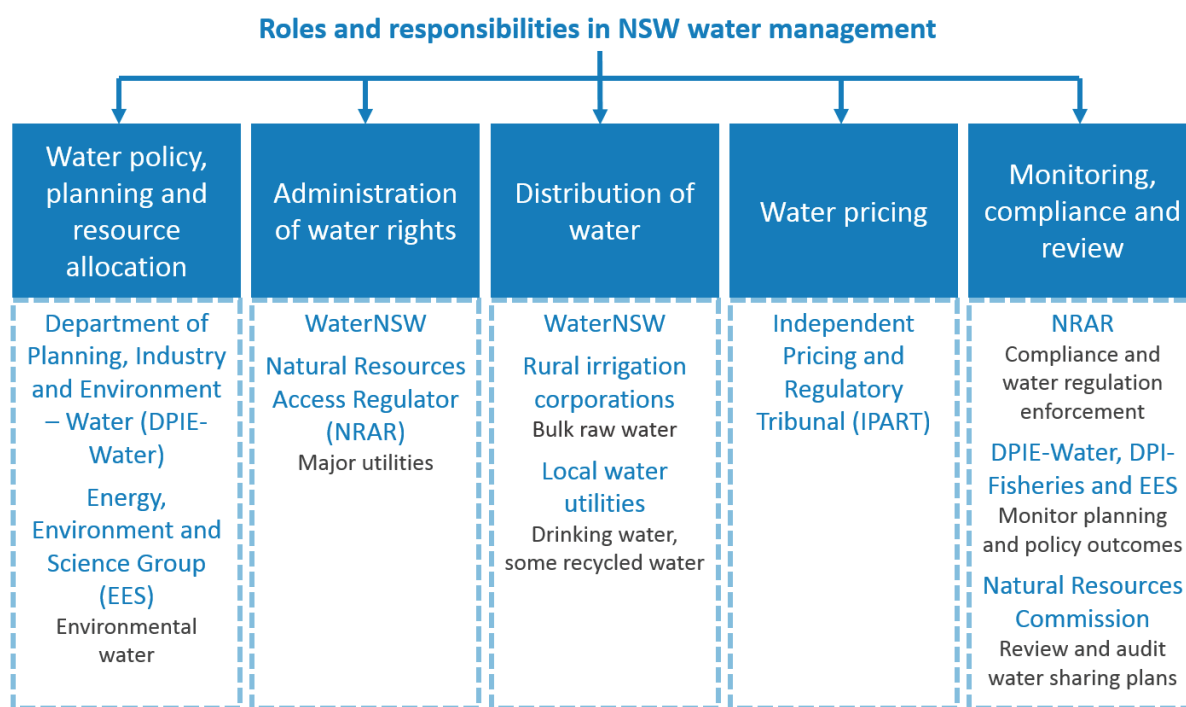 Roles and responsibilities in NSW water management
Water policy,
planning and
resource
allocation
Department of
Planning, Industry
and Environment
– Water (DPIE-
Water)
Energy,
Environment and
Science Group
(EES)
Environmental
water
Administration
of water rights
WaterNSW
Natural Resources
Access Regulator
(NRAR)
Major utilities
Distribution of
water
WaterNSW
Rural irrigation
corporations
Bulk raw water
Local water
utilities
Drinking water,
some recycled water
Water pricing
Independent
Pricing and
Regulatory
Tribunal (IPART)
Monitoring,
compliance and
review
NRAR
Compliance and
water regulation
enforcement
DPIE-Water, DPI-
Fisheries and EES
Monitor planning
and policy outcomes
Natural Resources
Commission
Review and audit
water sharing plans